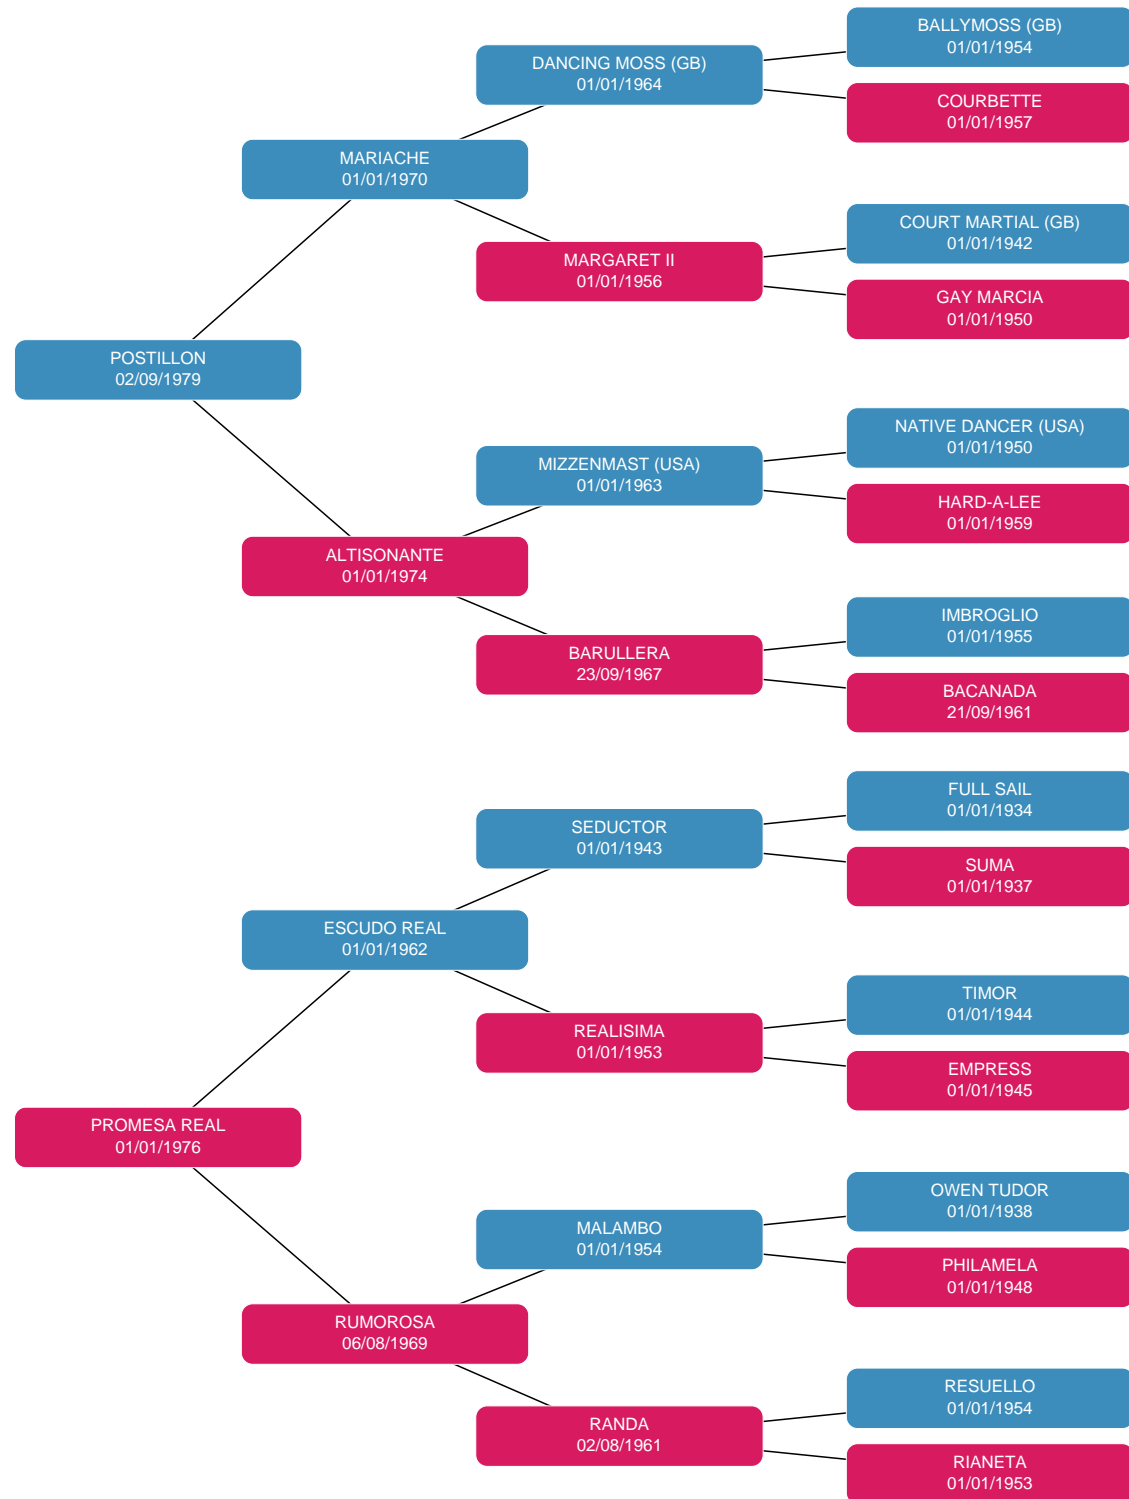 BALLYMOSS (GB)
01/01/1954
DANCING MOSS (GB)
01/01/1964
COURBETTE
01/01/1957
MARIACHE
01/01/1970
COURT MARTIAL (GB)
01/01/1942
MARGARET II
01/01/1956
GAY MARCIA
01/01/1950
POSTILLON
02/09/1979
NATIVE DANCER (USA)
01/01/1950
MIZZENMAST (USA)
01/01/1963
HARD-A-LEE
01/01/1959
ALTISONANTE
01/01/1974
IMBROGLIO
01/01/1955
BARULLERA
23/09/1967
BACANADA
21/09/1961
FULL SAIL
01/01/1934
SEDUCTOR
01/01/1943
SUMA
01/01/1937
ESCUDO REAL
01/01/1962
TIMOR
01/01/1944
REALISIMA
01/01/1953
EMPRESS
01/01/1945
PROMESA REAL
01/01/1976
OWEN TUDOR
01/01/1938
MALAMBO
01/01/1954
PHILAMELA
01/01/1948
RUMOROSA
06/08/1969
RESUELLO
01/01/1954
RANDA
02/08/1961
RIANETA
01/01/1953